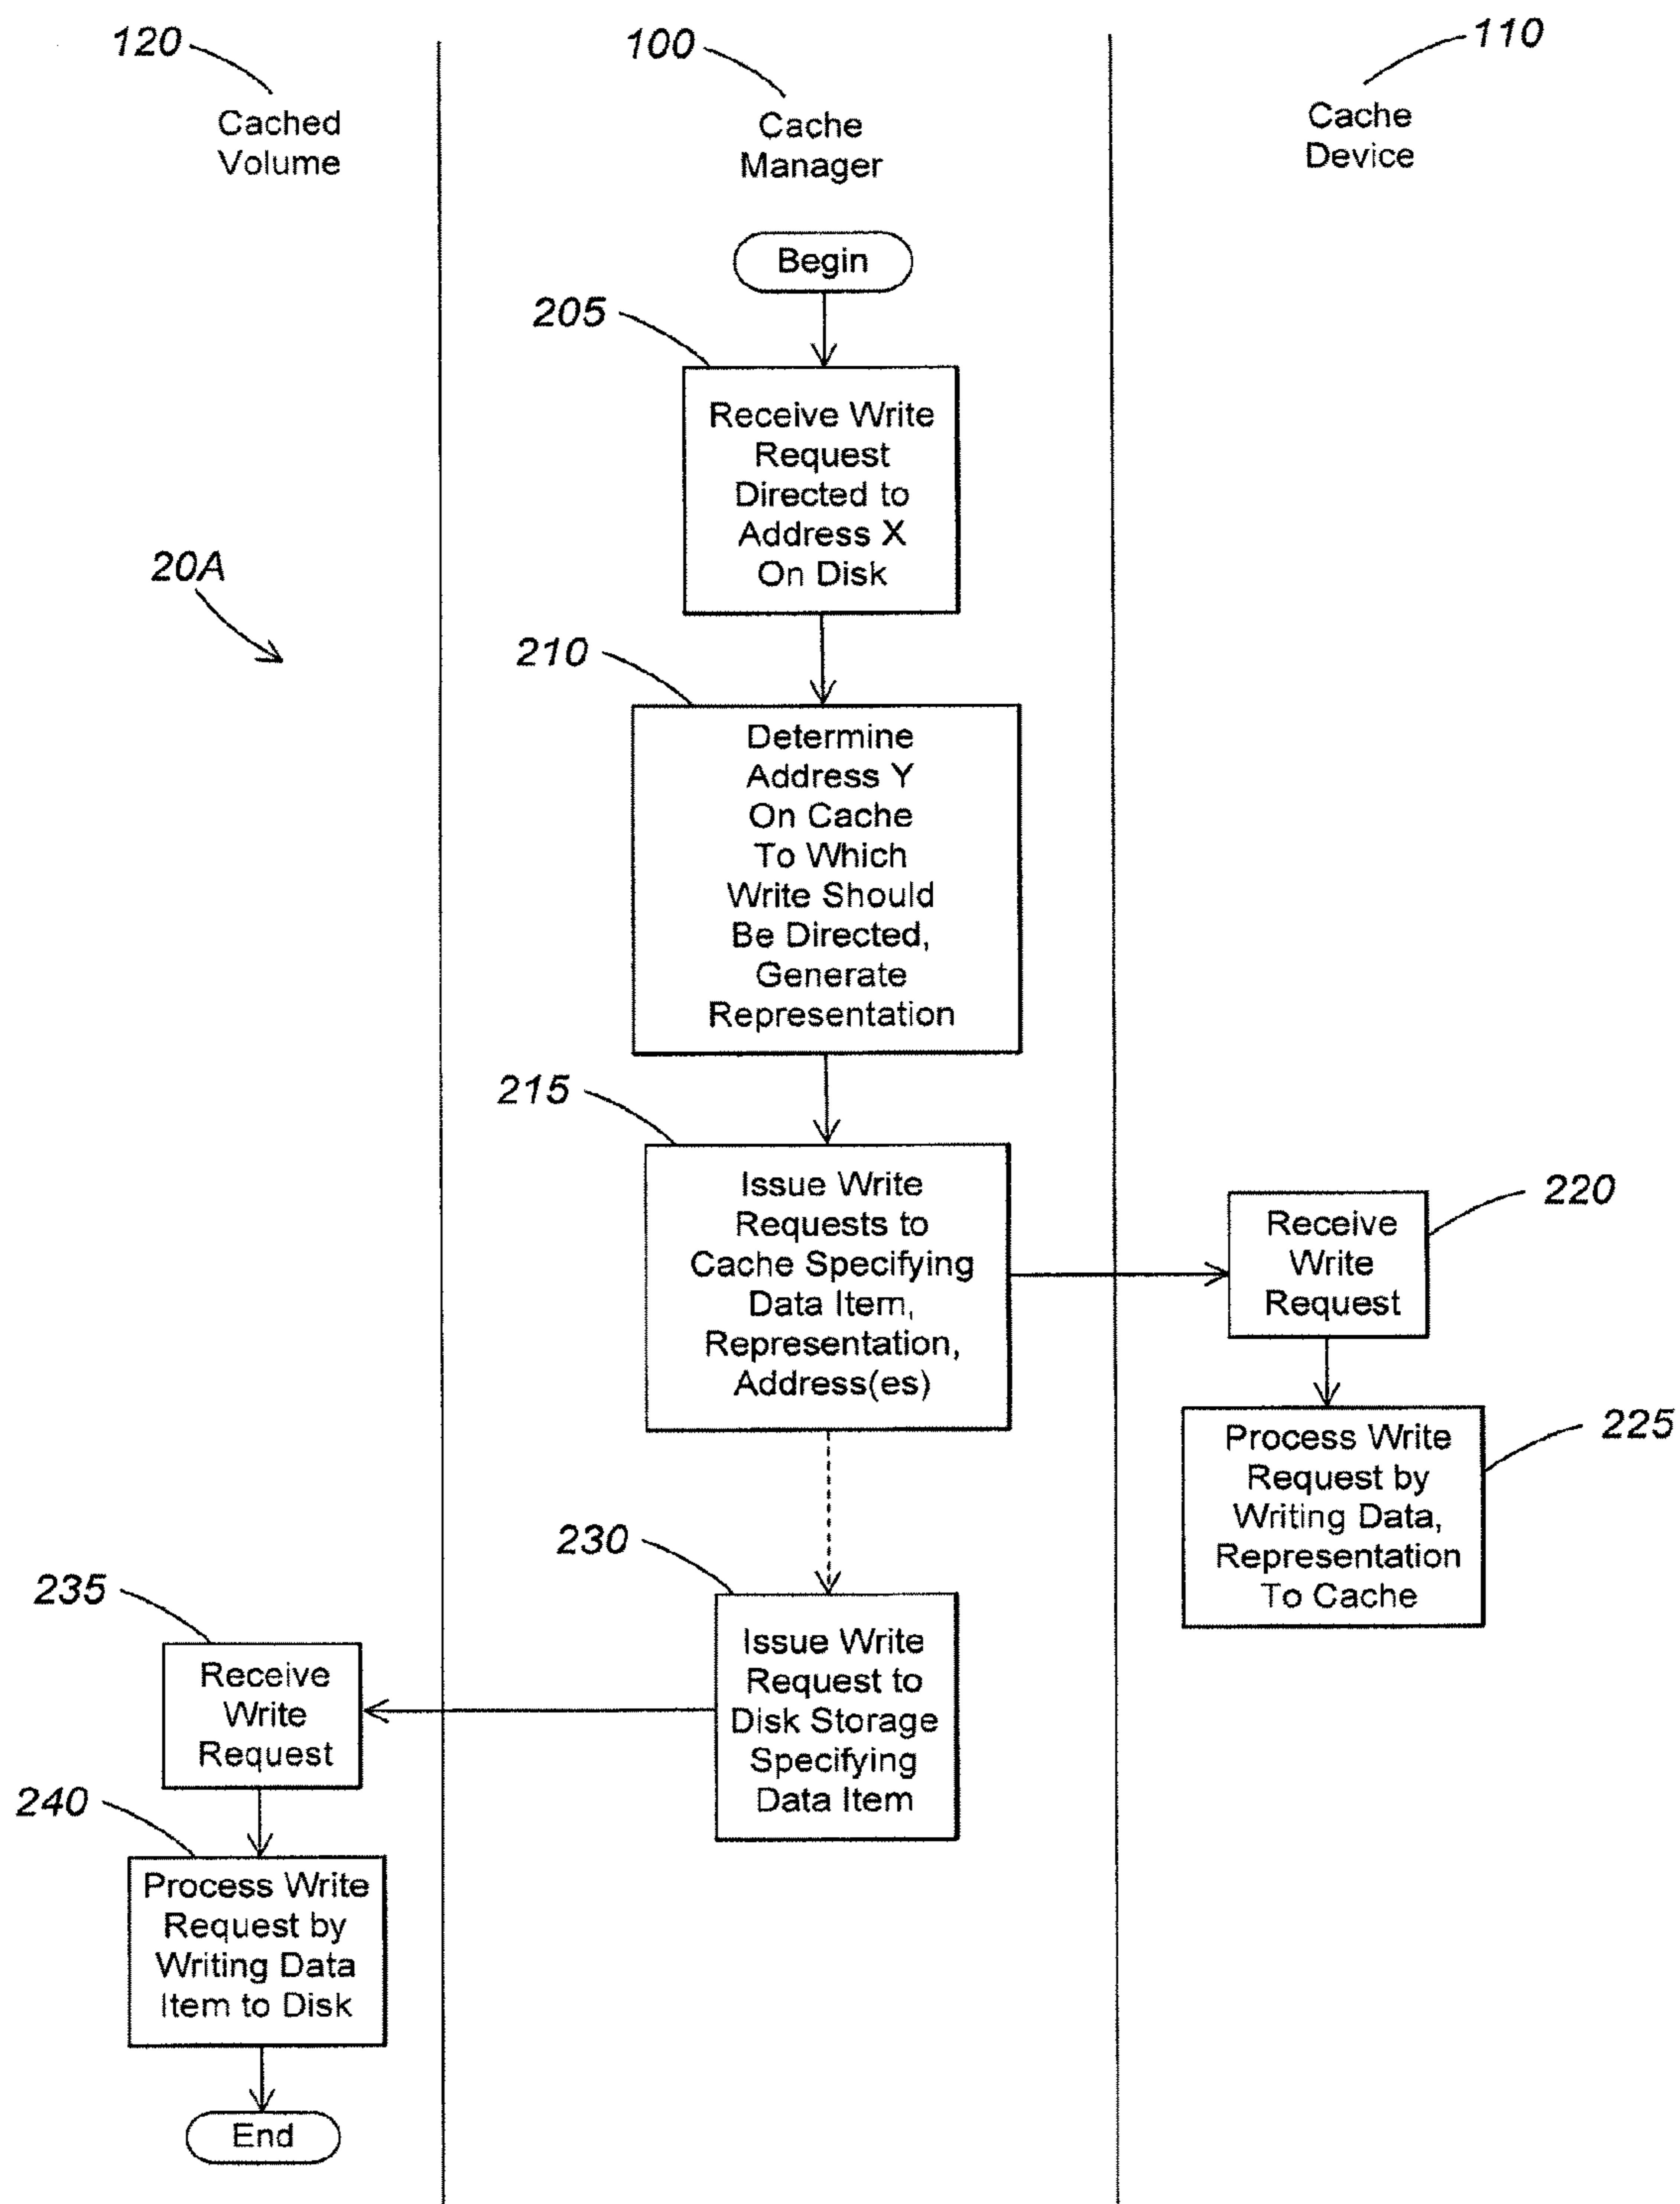 120
100
110
Cached
Volume
Cache
Manager
Cache
Device
Begin
205
Receive Write
Request
Directed to
Address X
On Disk
20A
210
Determine
Address Y
On Cache
To Which
Write Should
Be Directed,
Generate
Representation
215
Issue Write
Requests to
Cache Specifying
Data Item,
Representation,
Address(es)
220
Receive
Write
Request
225
Process Write
Request by
Writing Data,
Representation
To Cache
230
Issue Write
Request to
Disk Storage
Specifying
Data Item
235
Receive
Write
Request
240
Process Write
Request by
Writing Data
Item to Disk
End